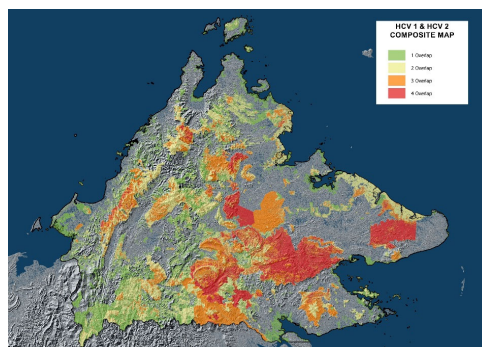 HCV 1 & HCV 2
COMPOSITE MAP
1 Overlap
2 Overlap
3 Overlap
4 Overlap